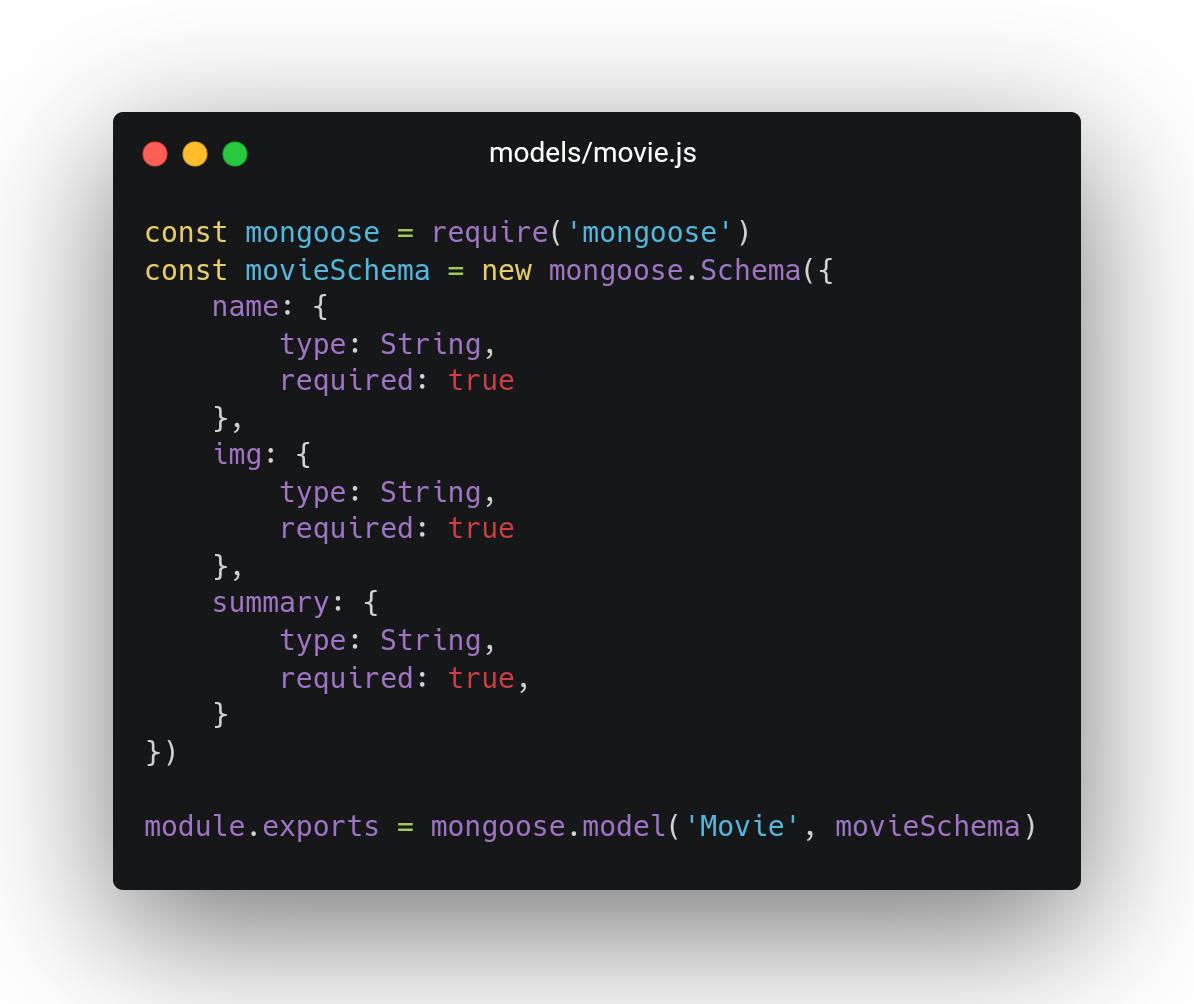 models/movie.js
const mongoose = require('mongoose')
const movieSchema = new mongoose.Schema({
    name: {
        type: String,
        required: true
    },
    img: {
        type: String,
        required: true
    },
    summary: {
        type: String,
        required: true,
    }
})
module.exports = mongoose.model('Movie', movieSchema)